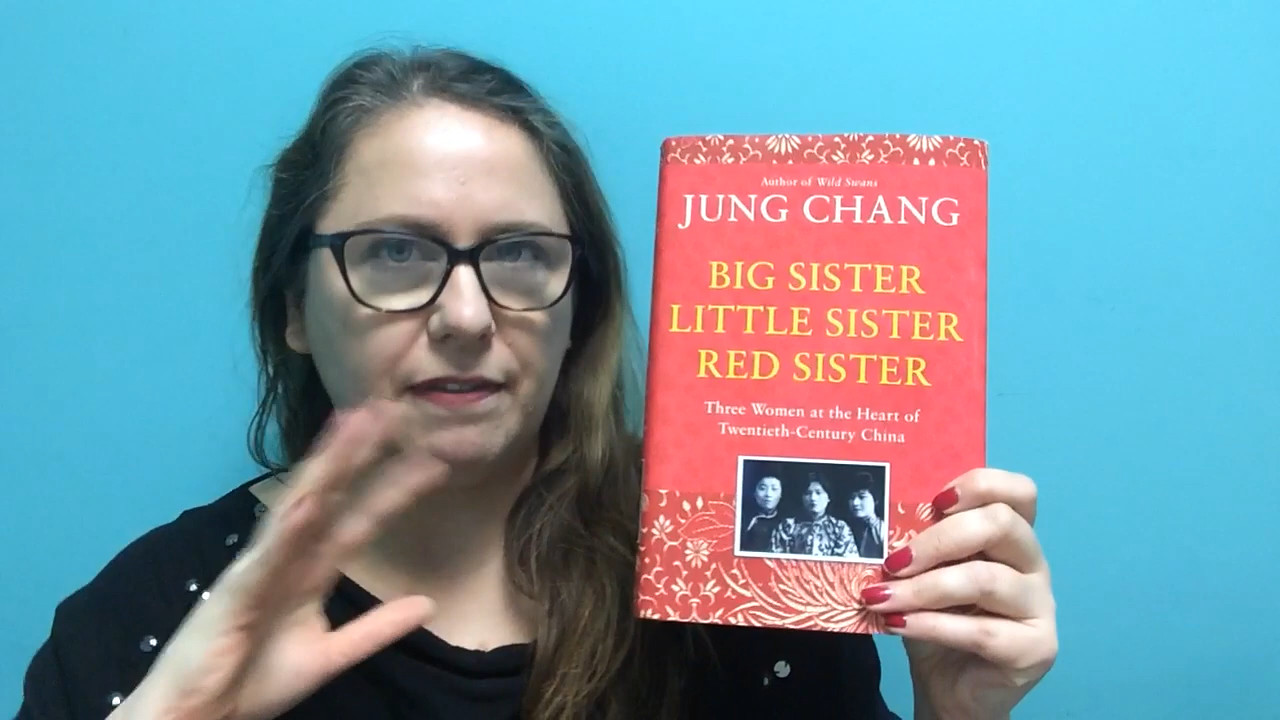 Author of Wild Swans
JUNG CHANG
BIG SISTER
LITTLE SISTER
RED SISTER
Three Women at the Heart of
Twentieth-Century China